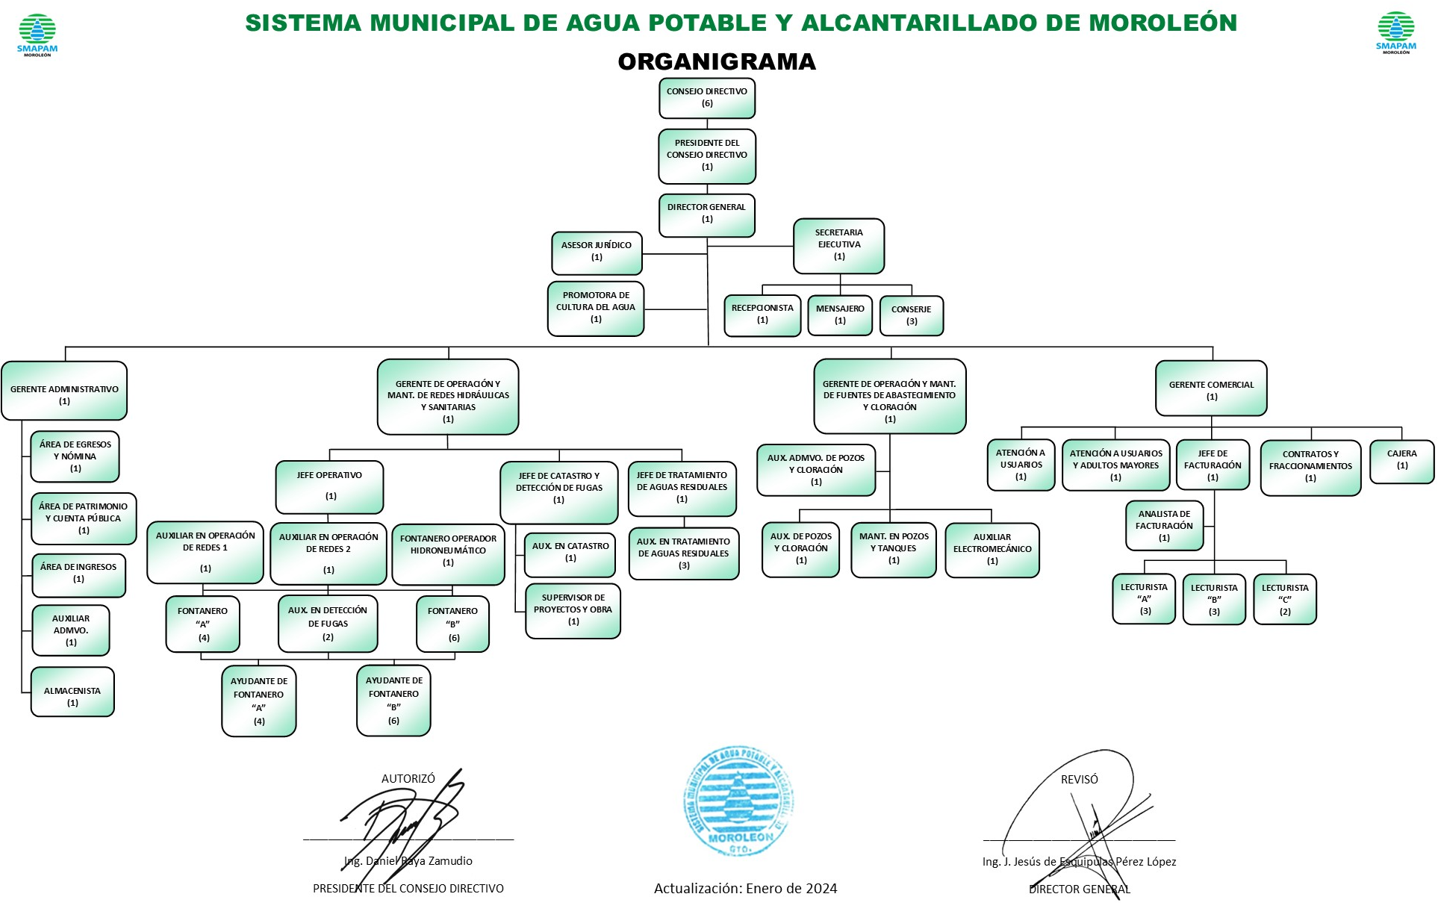 SISTEMA MUNICIPAL DE AGUA POTABLE Y ALCANTARILLADO DE MOROLEÓN
SMAPAM
MOROLEÓN
SMAPAM
MOROLEÓN
ORGANIGRAMA
CONSEJO DIRECTIVO
(6)
PRESIDENTE DEL
CONSEJO DIRECTIVO
(1)
DIRECTOR GENERAL
(1)
ASESOR JURÍDICO
(1)
SECRETARIA
EJECUTIVA
(1)
PROMOTORA DE
CULTURA DEL AGUA
(1)
RECEPCIONISTA
(1)
MENSAJERO
(1)
CONSERJE
(3)
GERENTE ADMINISTRATIVO
(1)
GERENTE DE OPERACIÓN Y
MANT. DE REDES HIDRÁULICAS
Y SANITARIAS
(1)
GERENTE DE OPERACIÓN Y MANT.
DE FUENTES DE ABASTECIMIENTO
Y CLORACIÓN
(1)
GERENTE COMERCIAL
(1)
ÁREA DE EGRESOS
Y NÓMINA
(1)
ÁREA DE PATRIMONIO
Y CUENTA PÚBLICA
(1)
ÁREA DE INGRESOS
(1)
AUXILIAR
ADMVO.
(1)
ALMACENISTA
(1)
JEFE OPERATIVO
(1)
JEFE DE CATASTRO Y
DETECCIÓN DE FUGAS
(1)
JEFE DE TRATAMIENTO
DE AGUAS RESIDUALES
(1)
AUXILIAR EN OPERACIÓN
DE REDES 1
(1)
AUXILIAR EN OPERACIÓN
DE REDES 2
(1)
FONTANERO OPERADOR
HIDRONEUMÁTICO
(1)
AUX. EN CATASTRO
(1)
AUX. EN TRATAMIENTO
DE AGUAS RESIDUALES
(3)
SUPERVISOR DE
PROYECTOS Y OBRA
(1)
FONTANERO
“A”
(4)
AUX. EN DETECCIÓN
DE FUGAS
(2)
FONTANERO
“B”
(6)
AYUDANTE DE
FONTANERO
“A”
(4)
AYUDANTE DE
FONTANERO
“B”
(6)
AUX. ADMVO. DE POZOS
Y CLORACIÓN
(1)
AUX. DE POZOS
Y CLORACIÓN
(1)
MANT. EN POZOS
Y TANQUES
(1)
AUXILIAR
ELECTROMECÁNICO
(1)
ATENCIÓN A
USUARIOS
(1)
ATENCIÓN A USUARIOS
Y ADULTOS MAYORES
(1)
JEFE DE
FACTURACIÓN
(1)
CONTRATOS Y
FRACCIONAMIENTOS
(1)
CAJERA
(1)
ANALISTA DE
FACTURACIÓN
(1)
LECTURISTA
“A”
(3)
LECTURISTA
“B”
(3)
LECTURISTA
“C”
(2)
AUTORIZÓ
Ing. Daniel Raya Zamudio
PRESIDENTE DEL CONSEJO DIRECTIVO
SISTEMA MUNICIPAL DE AGUA POTABLE Y ALCANTARILLADO
MOROLEON
GTO.
Actualización: Enero de 2024
REVISÓ
Ing. J. Jesús de Esquipulas Pérez López
DIRECTOR GENERAL